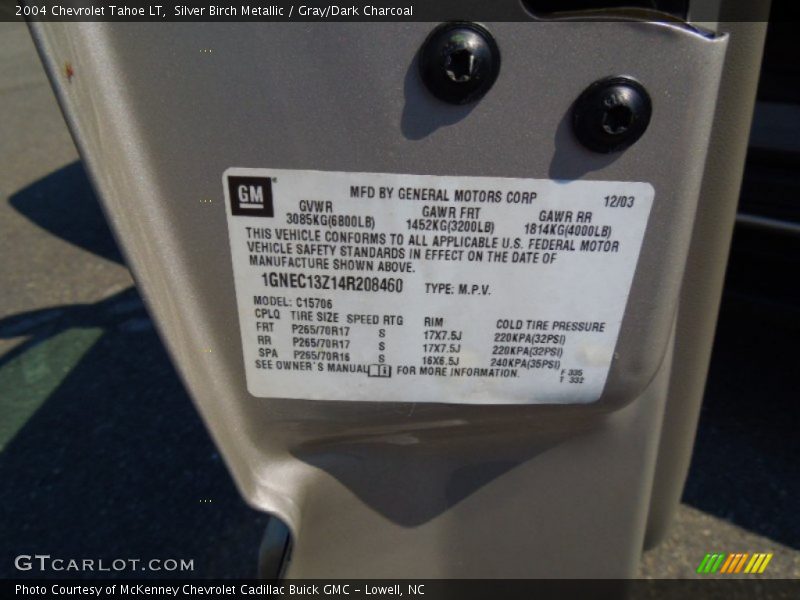 2004 Chevrolet Tahoe LT, Silver Birch Metallic / Gray/Dark Charcoal
GM
MFD BY GENERAL MOTORS CORP 12/03
GVWR GAWR FRT GAWR RR
3085KG(6800LB) 1452KG(3200LB) 1814KG(4000LB)
THIS VEHICLE CONFORMS TO ALL APPLICABLE U.S. FEDERAL MOTOR
VEHICLE SAFETY STANDARDS IN EFFECT ON THE DATE OF
MANUFACTURE SHOWN ABOVE.
1GNEC13Z14R208460 TYPE: M.P.V.
MODEL: C15706
CPLQ TIRE SIZE SPEED RTG RIM COLD TIRE PRESSURE
FRT P265/70R17 S 17X7.5J 220KPA(32PSI)
RR P265/70R17 S 17X7.5J 220KPA(32PSI)
SPA P265/70R16 S 16X6.5J 240KPA(35PSI)
SEE OWNER'S MANUAL FOR MORE INFORMATION.
F 335
T 332
GTCARLOT.COM
Photo Courtesy of McKenney Chevrolet Cadillac Buick GMC - Lowell, NC